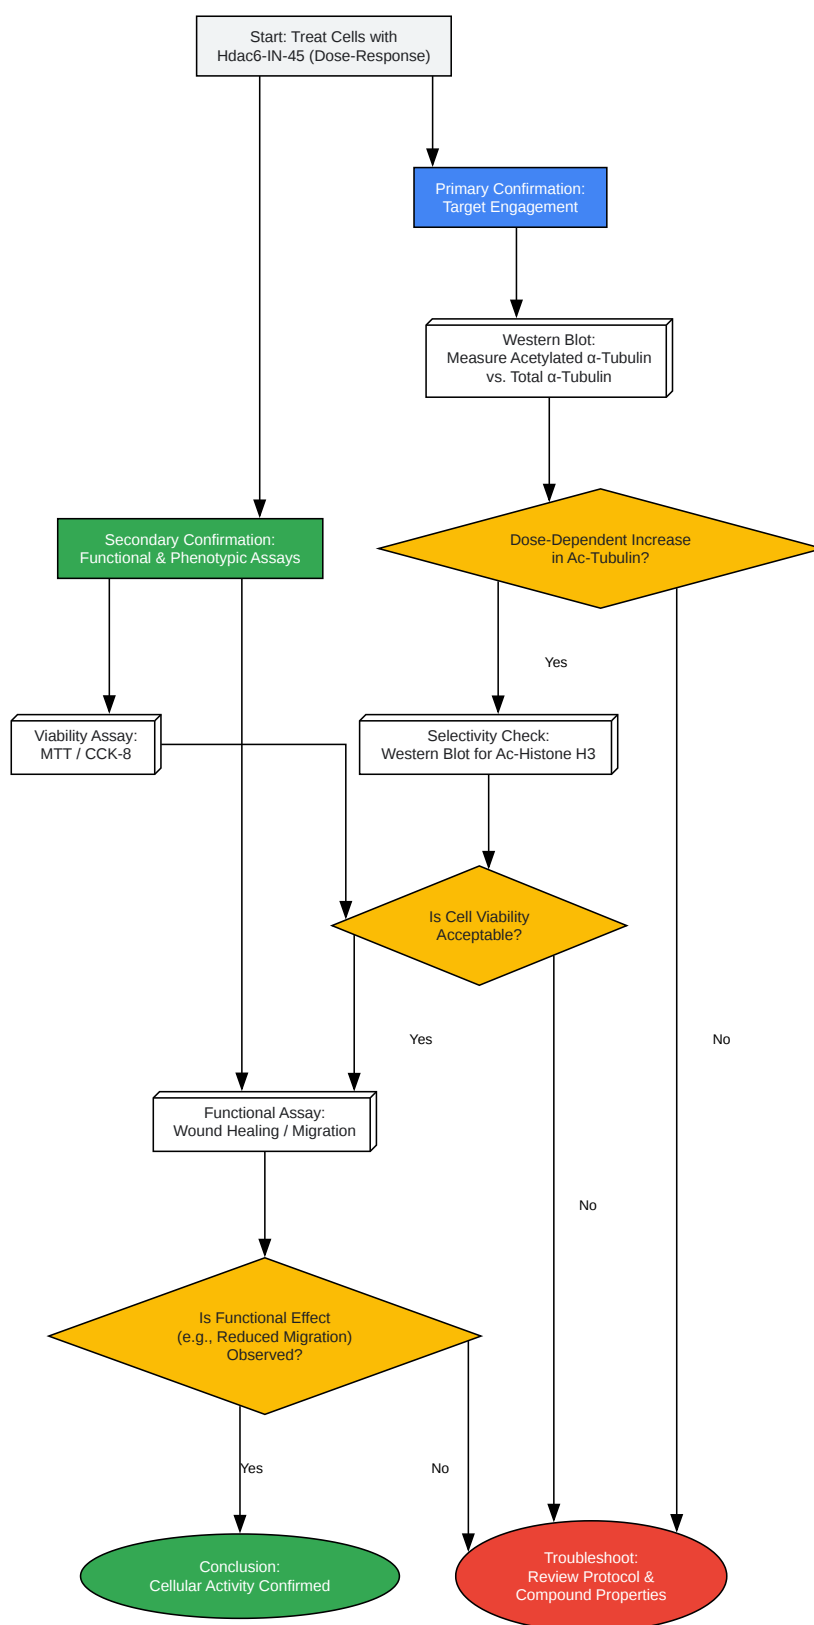 Start: Treat Cells with
Hdac6-IN-45 (Dose-Response)
Primary Confirmation:
Target Engagement
Western Blot:
Measure Acetylated α-Tubulin
vs. Total α-Tubulin
Secondary Confirmation:
Functional & Phenotypic Assays
Dose-Dependent Increase
in Ac-Tubulin?
Yes
Viability Assay:
MTT / CCK-8
Selectivity Check:
Western Blot for Ac-Histone H3
Is Cell Viability
Acceptable?
Yes
No
Functional Assay:
Wound Healing / Migration
No
Is Functional Effect
(e.g., Reduced Migration)
Observed?
Yes
No
Conclusion:
Cellular Activity Confirmed
Troubleshoot:
Review Protocol &
Compound Properties